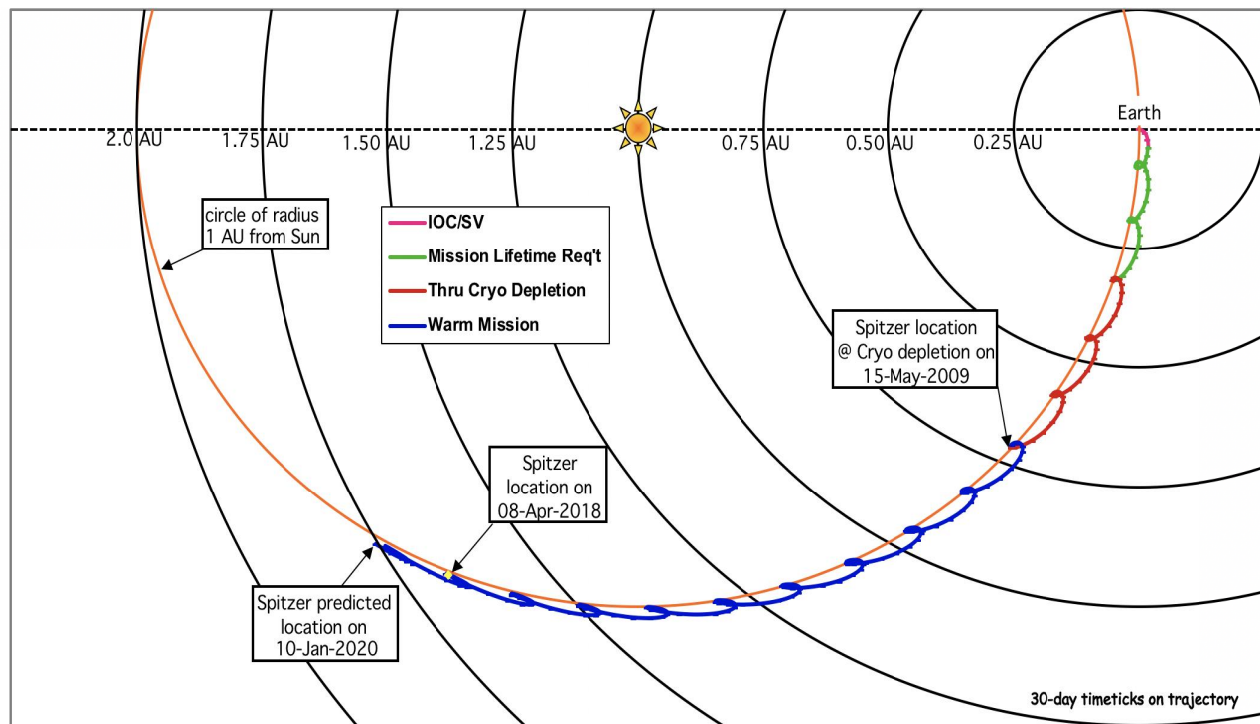 Earth
2.0 AU
1.75 AU
1.50 AU
1.25 AU
0.75 AU
0.50 AU
0.25 AU
circle of radius
1 AU from Sun
IOC/SV
Mission Lifetime Req't
Thru Cryo Depletion
Warm Mission
Spitzer location
@ Cryo depletion on
15-May-2009
Spitzer
location on
08-Apr-2018
Spitzer predicted
location on
10-Jan-2020
30-day timeticks on trajectory